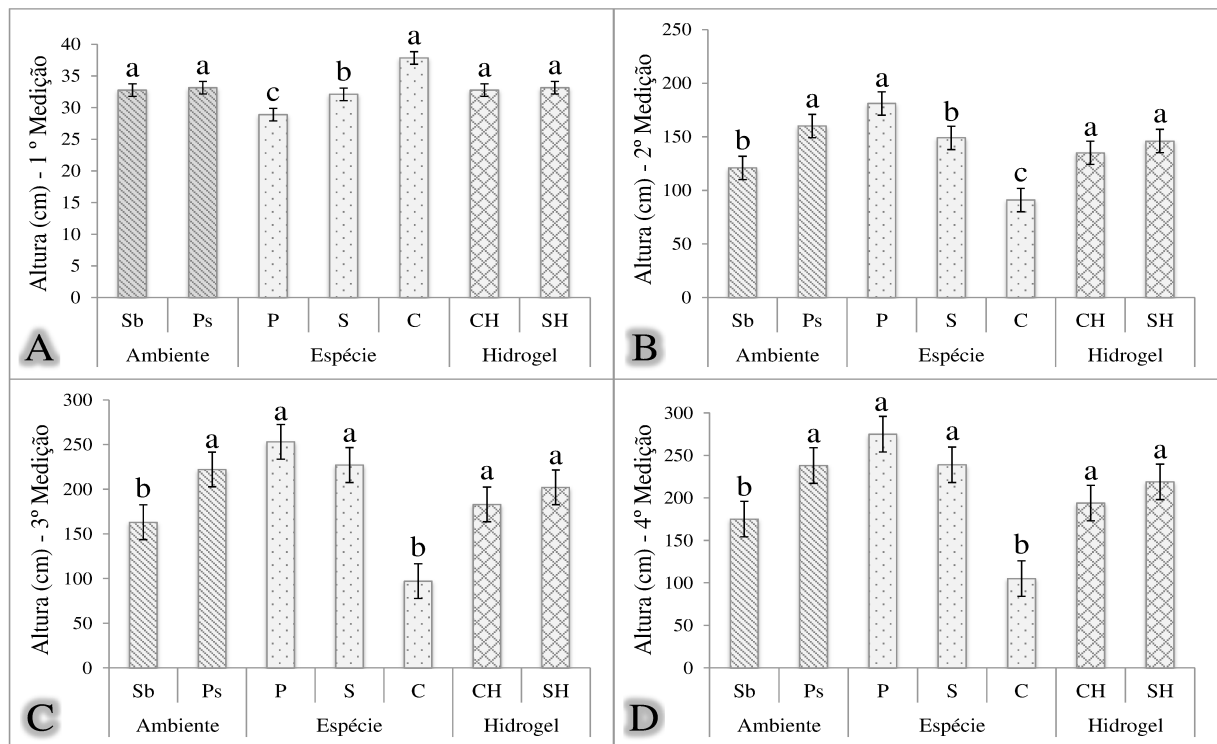 Altura (cm) - 1 º Medição
40
35
30
25
20
15
10
5
0
a
a
c
b
a
a
a
Sb
Ps
P
S
C
CH
SH
Ambiente
Espécie
Hidrogel
A
Altura (cm) - 2º Medição
250
200
150
100
50
0
b
a
a
b
c
a
a
Sb
Ps
P
S
C
CH
SH
Ambiente
Espécie
Hidrogel
B
Altura (cm) - 3º Medição
300
250
200
150
100
50
0
b
a
a
a
b
a
a
Sb
Ps
P
S
C
CH
SH
Ambiente
Espécie
Hidrogel
C
Altura (cm) - 4º Medição
300
250
200
150
100
50
0
b
a
a
a
b
a
a
Sb
Ps
P
S
C
CH
SH
Ambiente
Espécie
Hidrogel
D